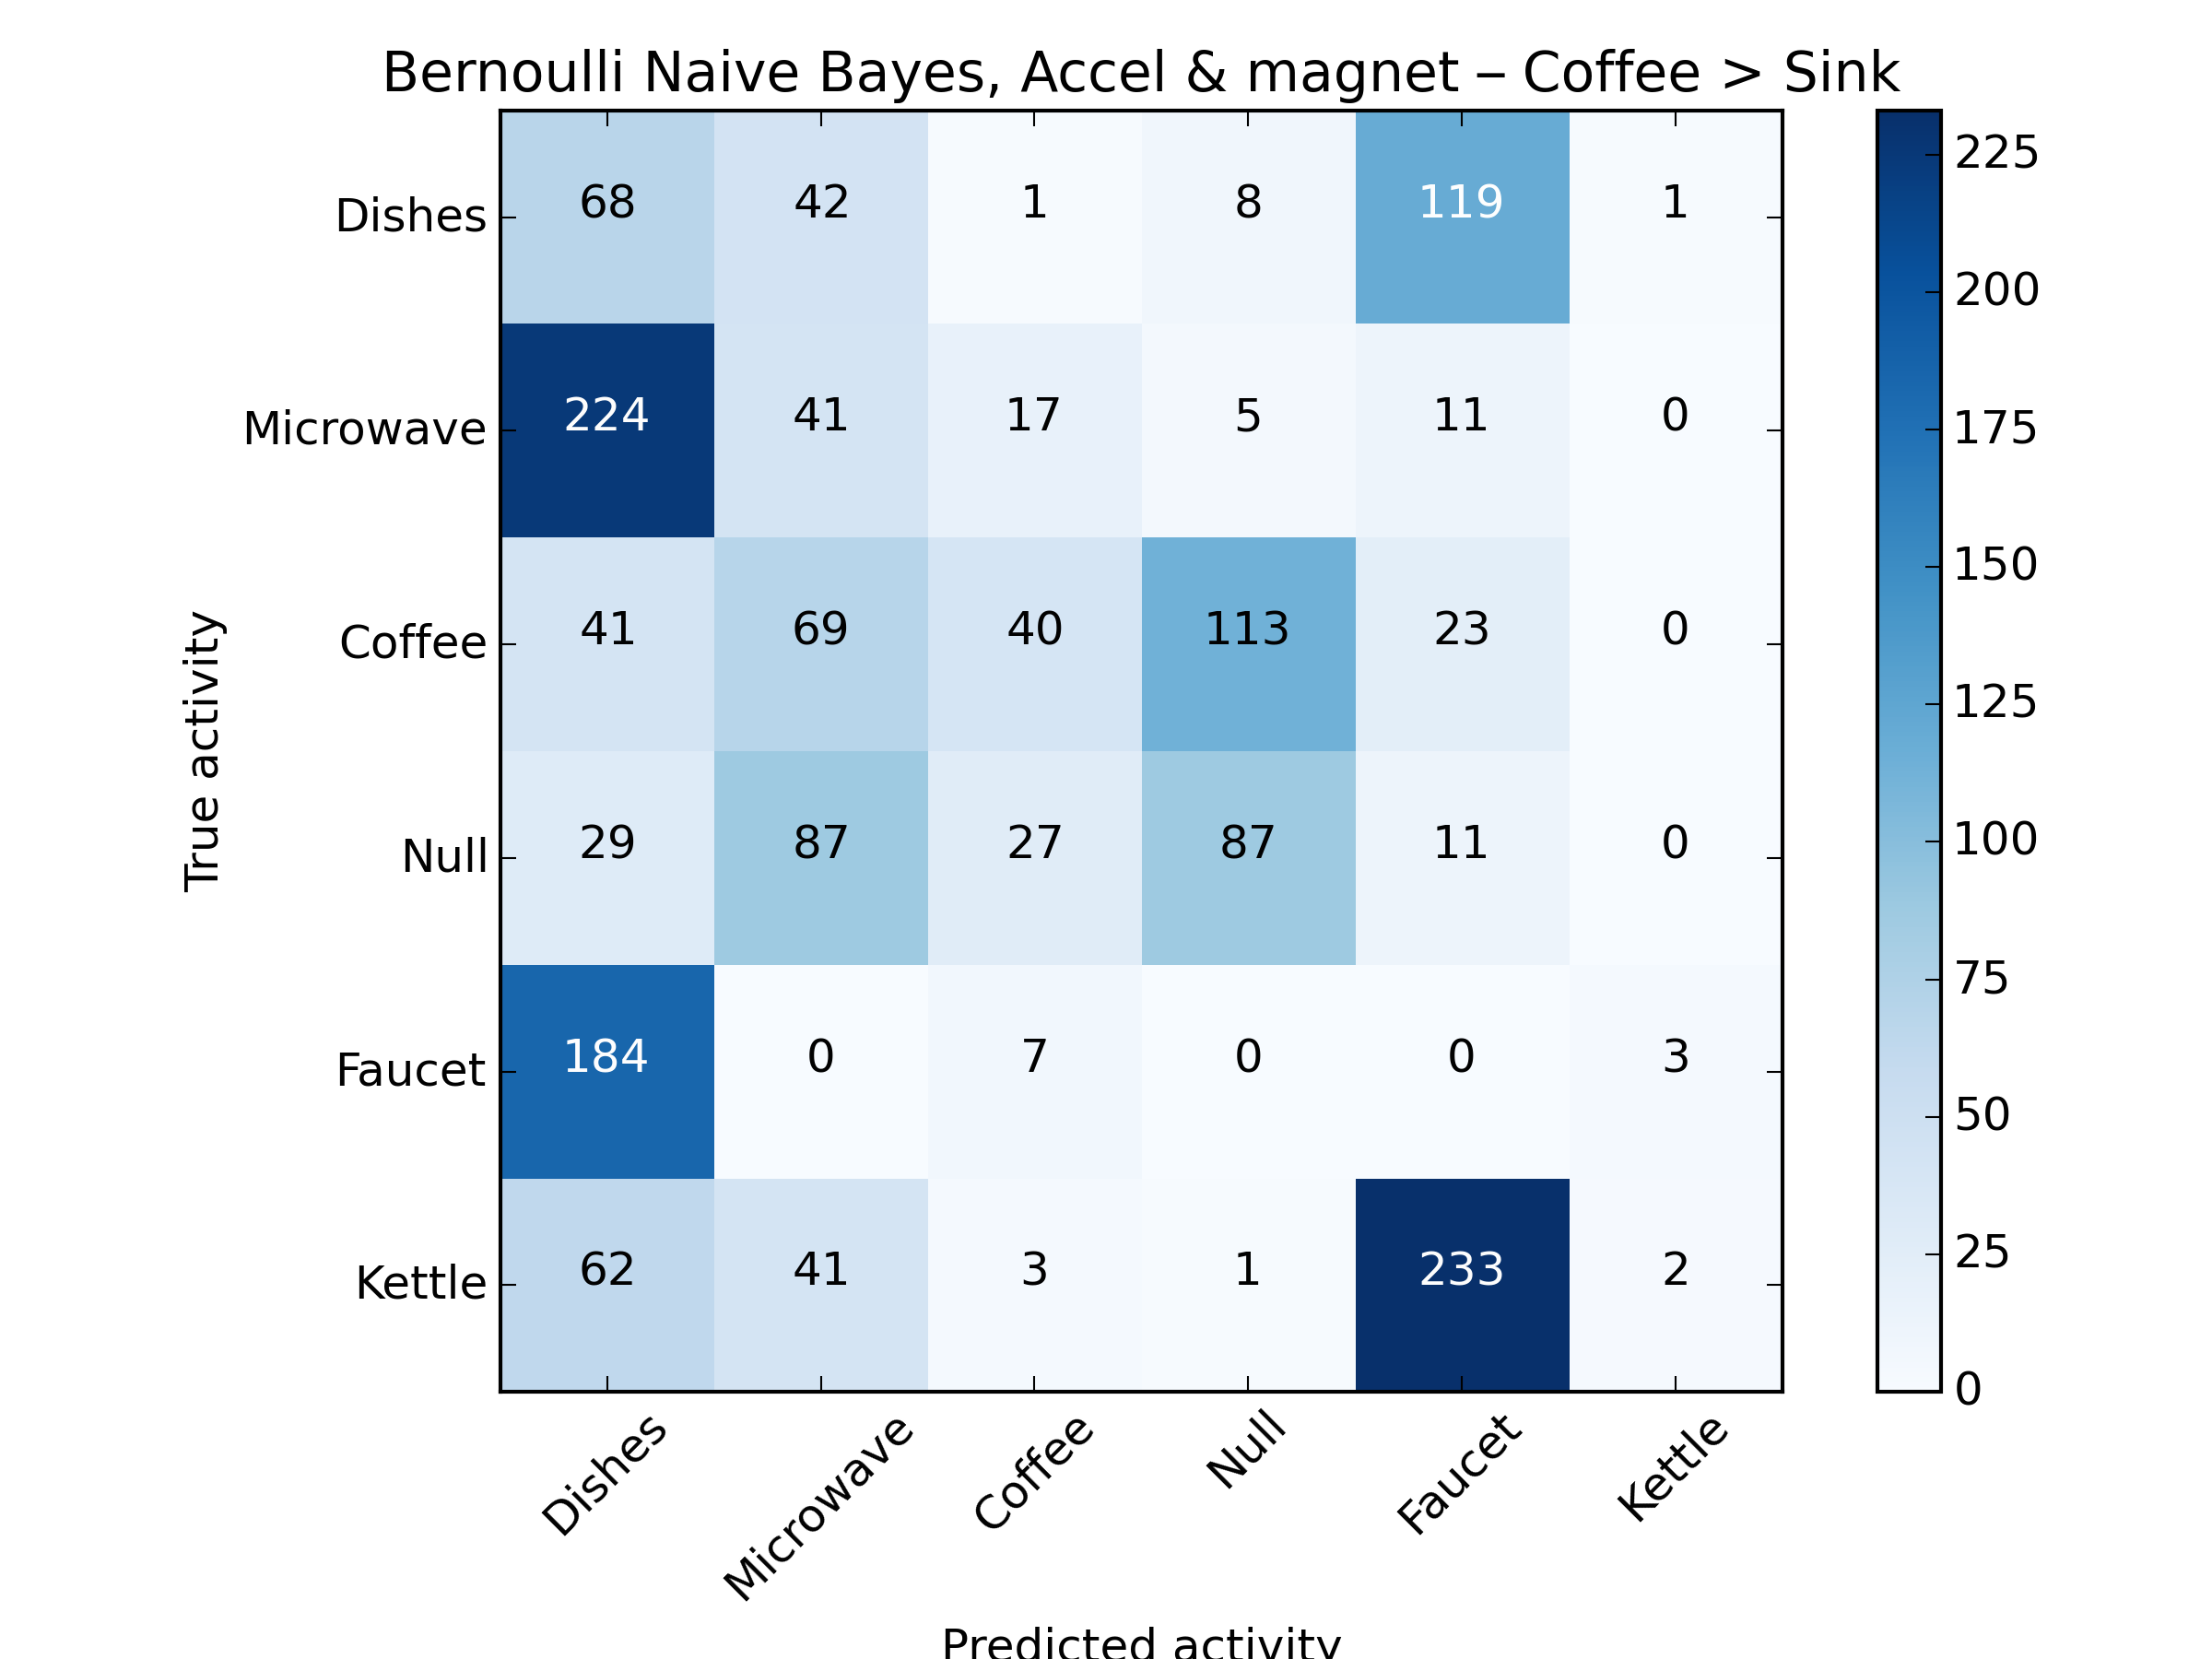 Bernoulli Naive Bayes, Accel & magnet – Coffee > Sink
True activity
Dishes 68 42 1 8 119 1
Microwave 224 41 17 5 11 0
Coffee 41 69 40 113 23 0
Null 29 87 27 87 11 0
Faucet 184 0 7 0 0 3
Kettle 62 41 3 1 233 2
Dishes Microwave Coffee Null Faucet Kettle
Predicted activity
225
200
175
150
125
100
75
50
25
0